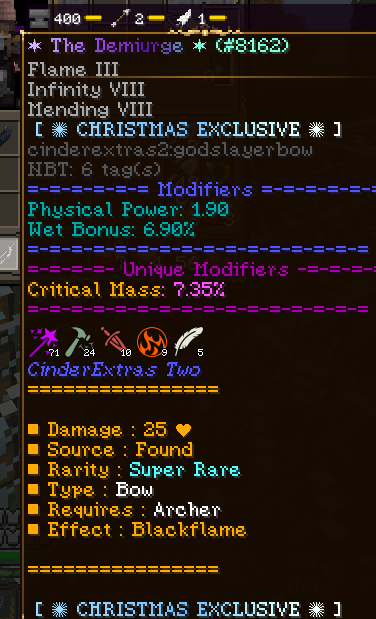 400 2 1
✶ The Demiurge ✶ (#8162)
Flame III
Infinity VIII
Mending VIII
[ ✺ CHRISTMAS EXCLUSIVE ✺ ]
cinderextras2:godslayerbow
NBT: 6 tag(s)
=-=-=-=-=-= Modifiers =-=-=-=-=-=
Physical Power: 1.90
Wet Bonus: 6.90%
=-=-=-=-=-=-=-=-=-=-=-=-=-=-=-=
=-=-=-=- Unique Modifiers -=-=-=-=
Critical Mass: 7.35%
=-=-=-=-=-=-=-=-=-=-=-=-=-=-=-=
71 24 10 9 5
CinderExtras Two
================
■ Damage : 25 ❤
■ Source : Found
■ Rarity : Super Rare
■ Type : Bow
■ Requires : Archer
■ Effect : Blackflame
================
[ ✺ CHRISTMAS EXCLUSIVE ✺ ]